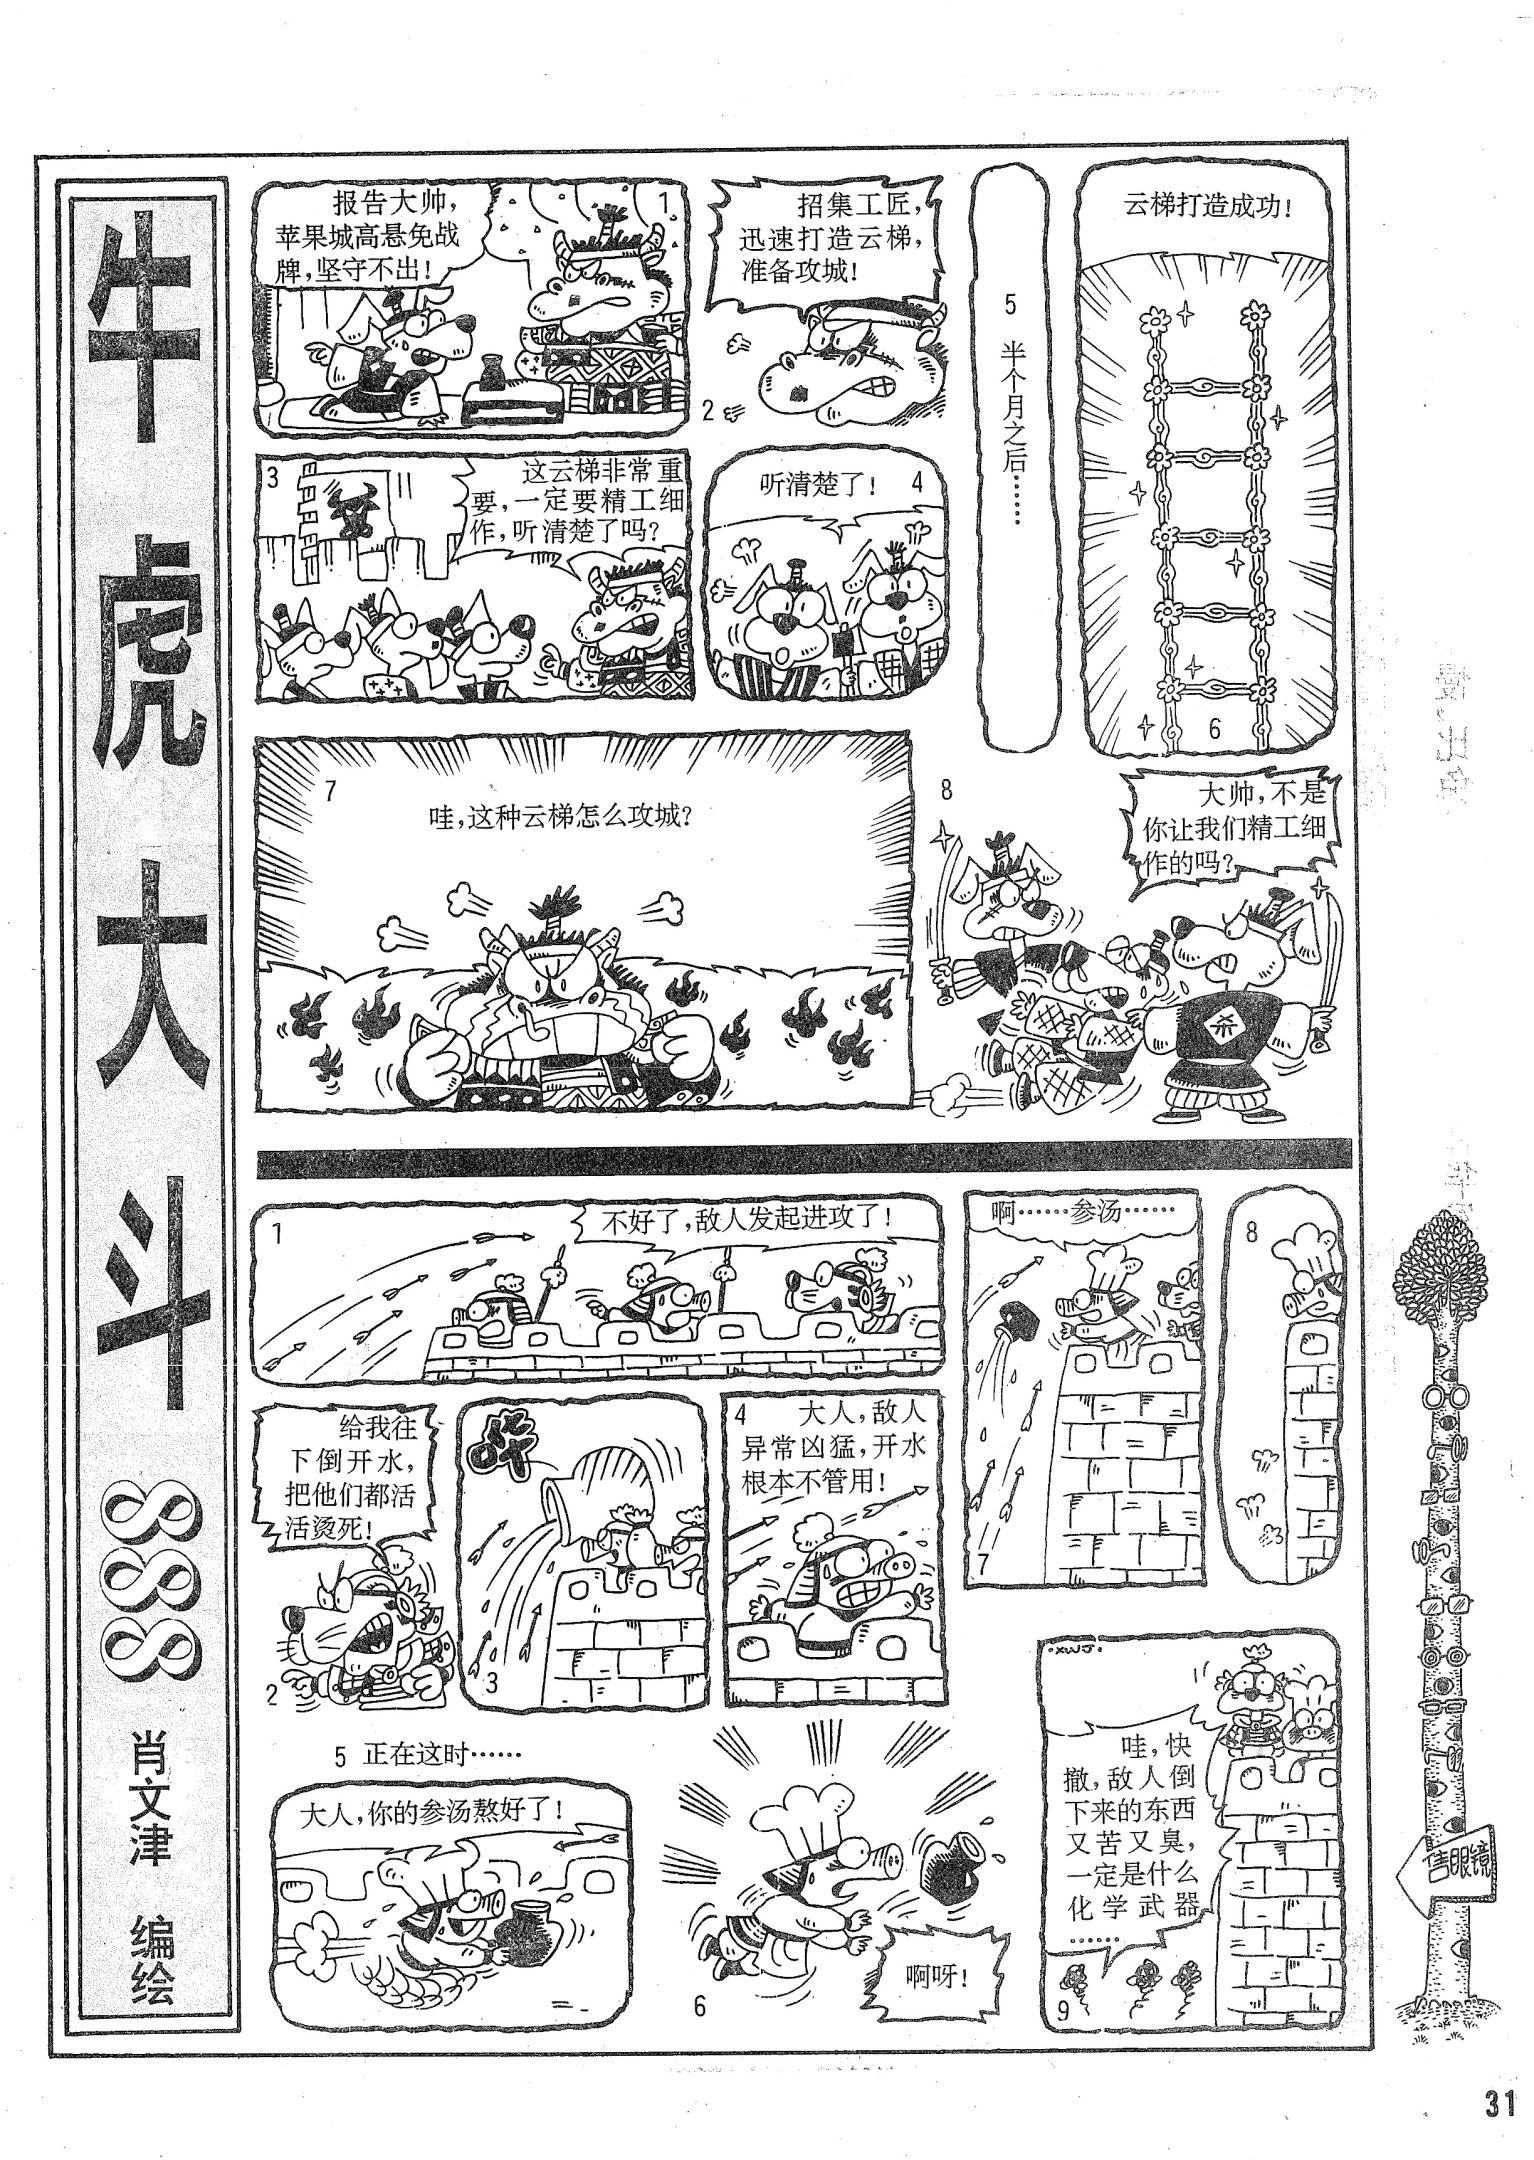 牛虎大斗888
肖文津 编绘
1
报告大帅,
苹果城高悬免战
牌,坚守不出!
招集工匠,
迅速打造云梯,
准备攻城!
2
3
这云梯非常重
要,一定要精工细
作,听清楚了吗?
听清楚了! 4
5 半个月之后……
云梯打造成功!
6
7
哇,这种云梯怎么攻城?
8
大帅,不是
你让我们精工细
作的吗?
斩
1
不好了,敌人发起进攻了!
给我往
下倒开水,
把他们都活
活烫死!
2
哗
3
4 大人,敌人
异常凶猛,开水
根本不管用!
5 正在这时……
大人,你的参汤熬好了!
6
啊呀!
啊……参汤……
7
8
·XWJ·
哇,快
撤,敌人倒
下来的东西
又苦又臭,
一定是什么
化学武器
……
9
售眼镜
31